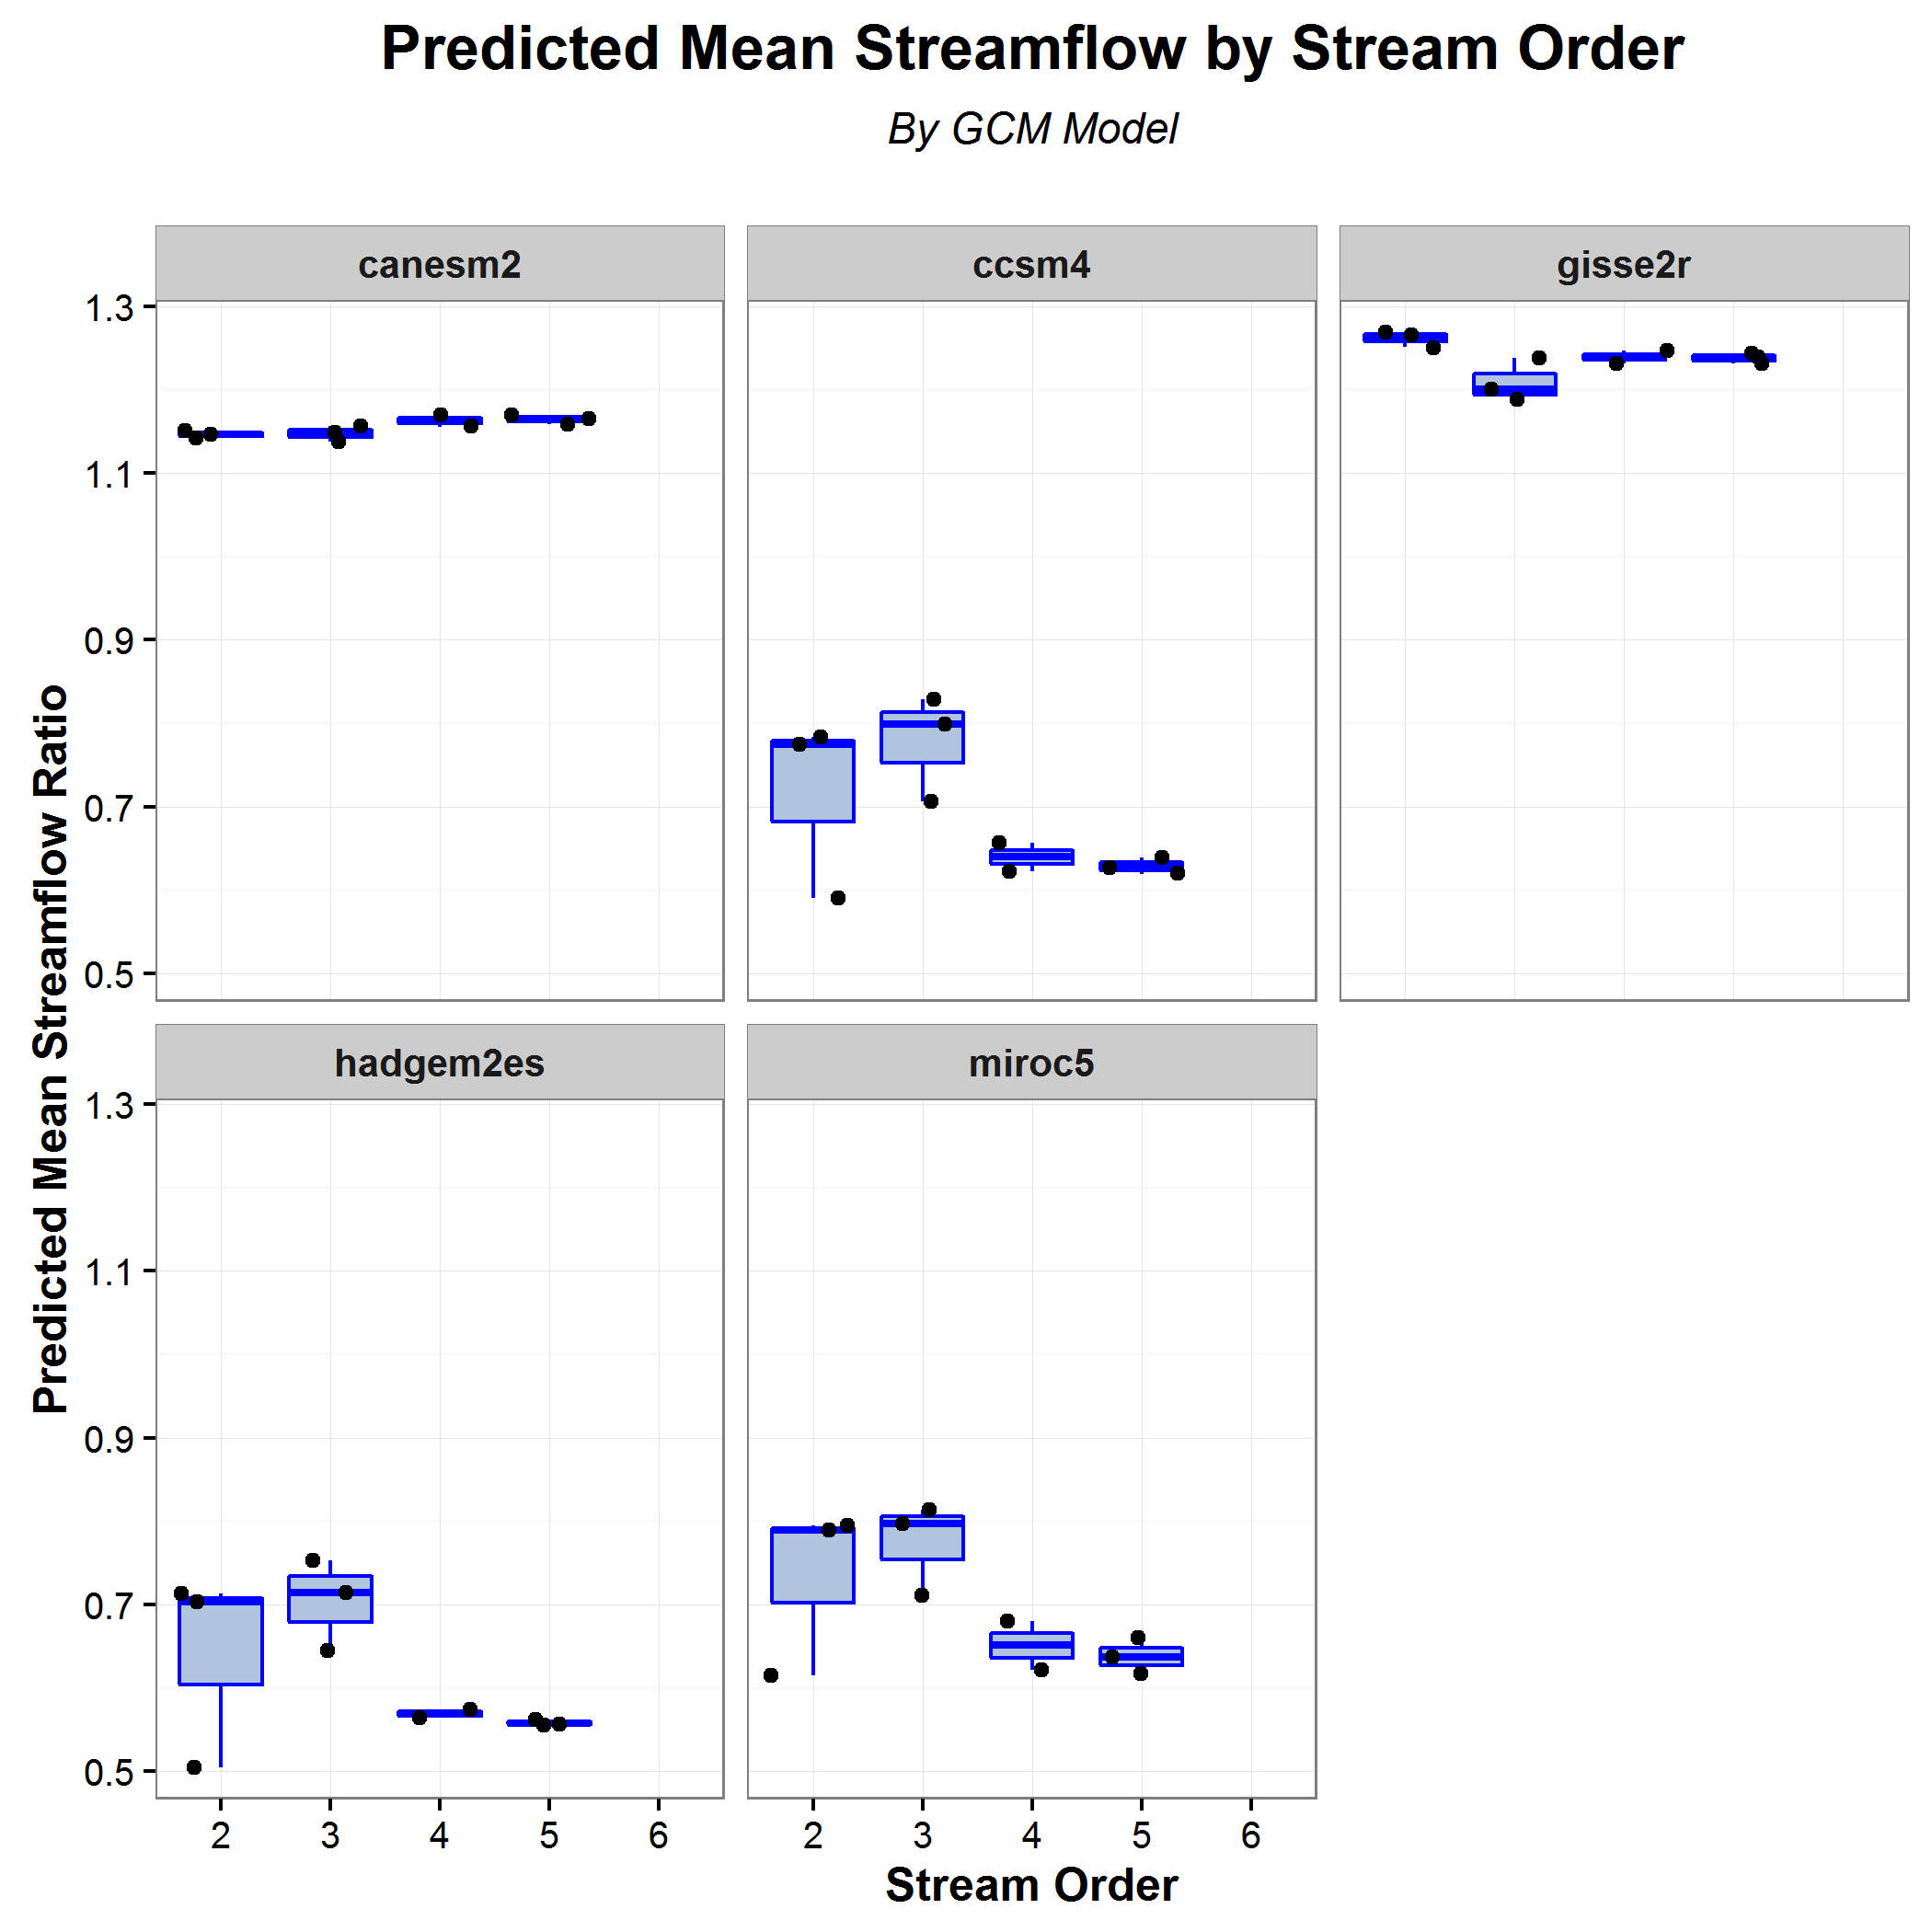 Predicted Mean Streamflow by Stream Order
By GCM Model
canesm2
ccsm4
gisse2r
1.3
1.1
0.9
0.7
0.5
Predicted Mean Streamflow Ratio
hadgem2es
miroc5
1.3
1.1
0.9
0.7
0.5
2 3 4 5 6
2 3 4 5 6
Stream Order